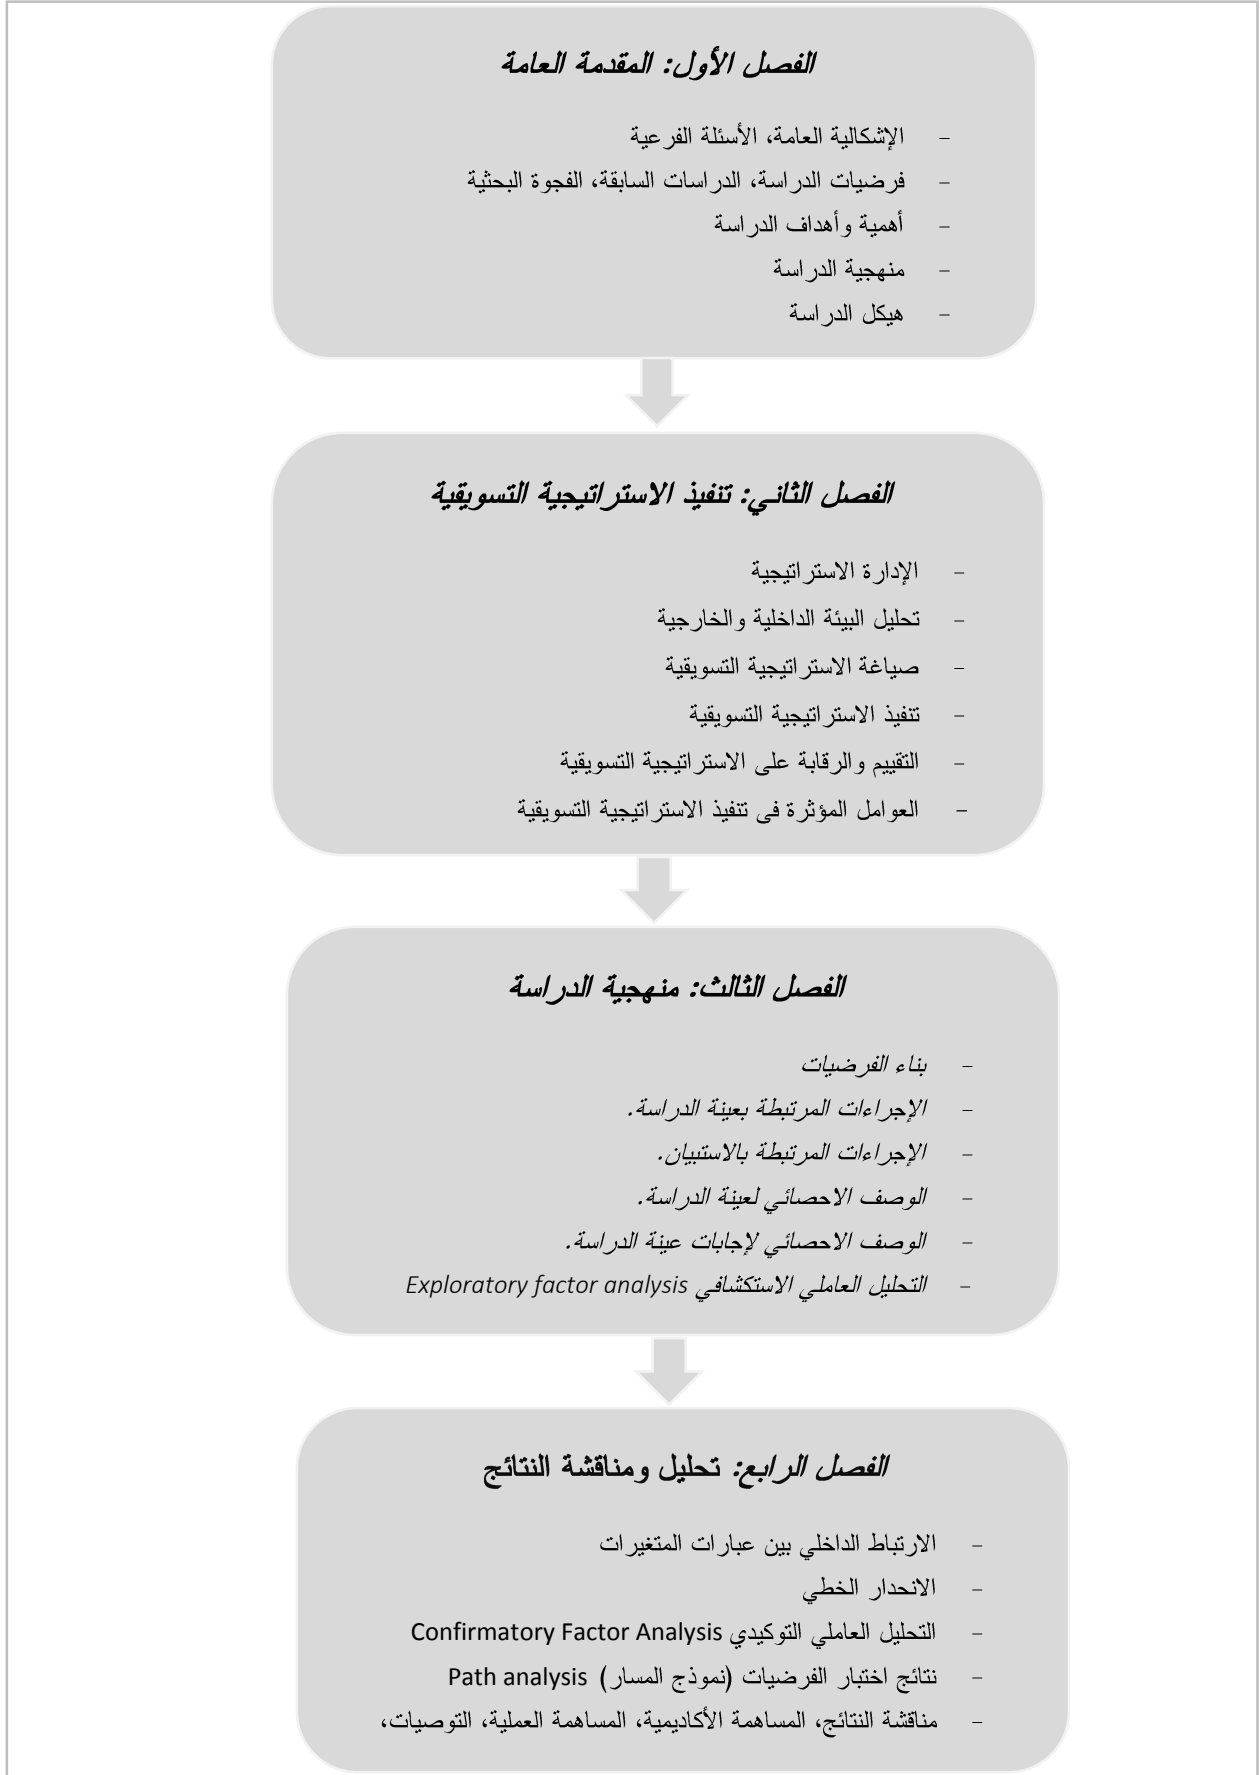 الفصل الأول: المقدمة العامة
- الإشكالية العامة، الأسئلة الفرعية
- فرضيات الدراسة، الدراسات السابقة، الفجوة البحثية
- أهمية وأهداف الدراسة
- منهجية الدراسة
- هيكل الدراسة
الفصل الثاني: تنفيذ الاستراتيجية التسويقية
- الإدارة الاستراتيجية
- تحليل البيئة الداخلية والخارجية
- صياغة الاستراتيجية التسويقية
- تنفيذ الاستراتيجية التسويقية
- التقييم والرقابة على الاستراتيجية التسويقية
- العوامل المؤثرة فى تنفيذ الاستراتيجية التسويقية
الفصل الثالث: منهجية الدراسة
- بناء الفرضيات
- الإجراءات المرتبطة بعينة الدراسة.
- الإجراءات المرتبطة بالاستبيان.
- الوصف الاحصائي لعينة الدراسة.
- الوصف الاحصائي لإجابات عينة الدراسة.
- التحليل العاملي الاستكشافي Exploratory factor analysis
الفصل الرابع: تحليل ومناقشة النتائج
- الارتباط الداخلي بين عبارات المتغيرات
- الانحدار الخطي
- التحليل العاملي التوكيدي Confirmatory Factor Analysis
- نتائج اختبار الفرضيات (نموذج المسار) Path analysis
- مناقشة النتائج، المساهمة الأكاديمية، المساهمة العملية، التوصيات،